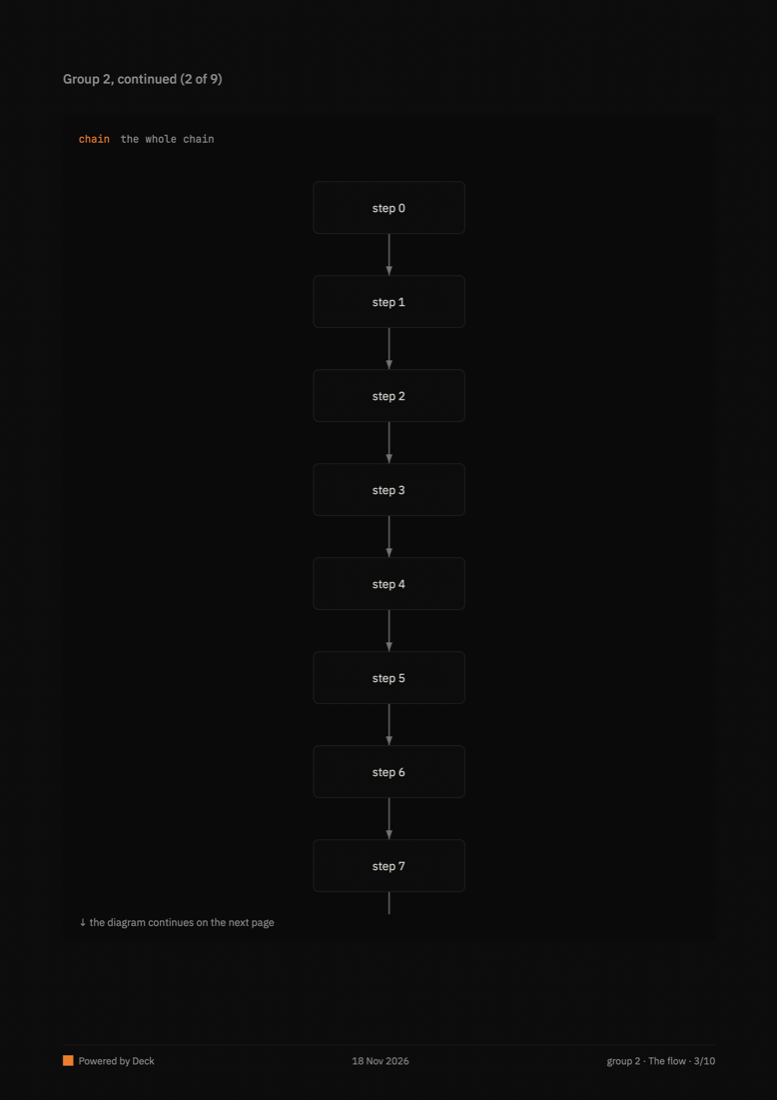 Group 2, continued (2 of 9)
chain the whole chain
step 0
step 1
step 2
step 3
step 4
step 5
step 6
step 7
↓ the diagram continues on the next page
Powered by Deck
18 Nov 2026
group 2 · The flow · 3/10